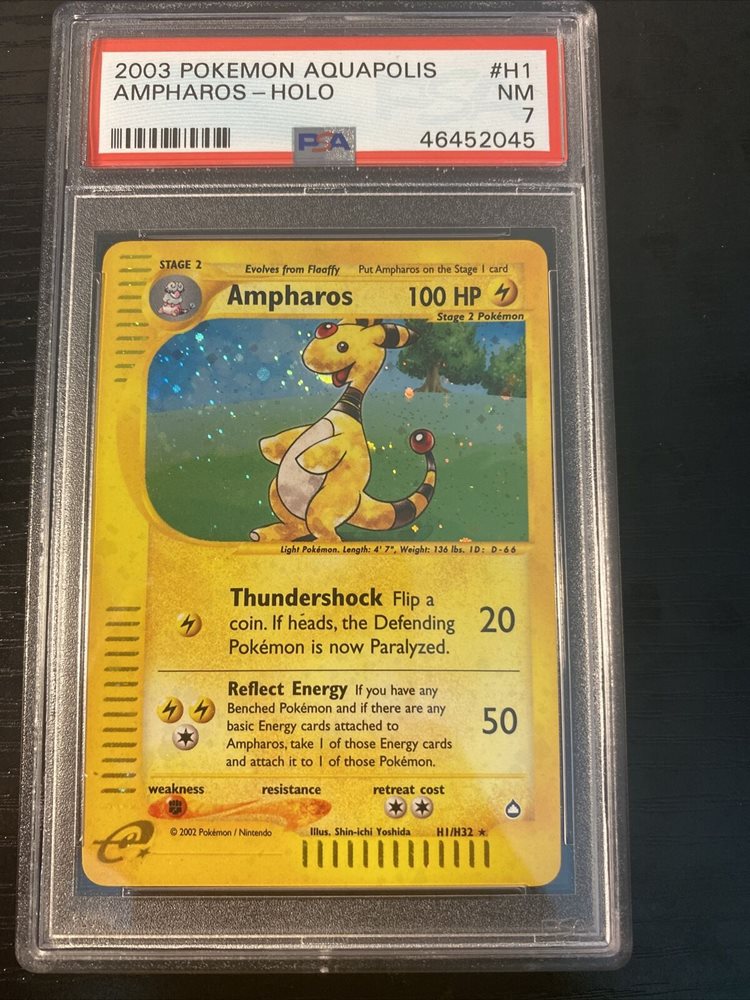 2003 POKEMON AQUAPOLIS #H1
AMPHAROS - HOLO NM
7
PSA 46452045
STAGE 2 Evolves from Flaaffy Put Ampharos on the Stage 1 card
Ampharos 100 HP
Stage 2 Pokémon
Light Pokémon. Length: 4' 7", Weight: 136 lbs. ID: D-66
Thundershock Flip a
coin. If heads, the Defending 20
Pokémon is now Paralyzed.
Reflect Energy If you have any
Benched Pokémon and if there are any
basic Energy cards attached to 50
Ampharos, take 1 of those Energy cards
and attach it to 1 of those Pokémon.
weakness resistance retreat cost
© 2002 Pokémon / Nintendo Illus. Shin-ichi Yoshida H1/H32 ★
e